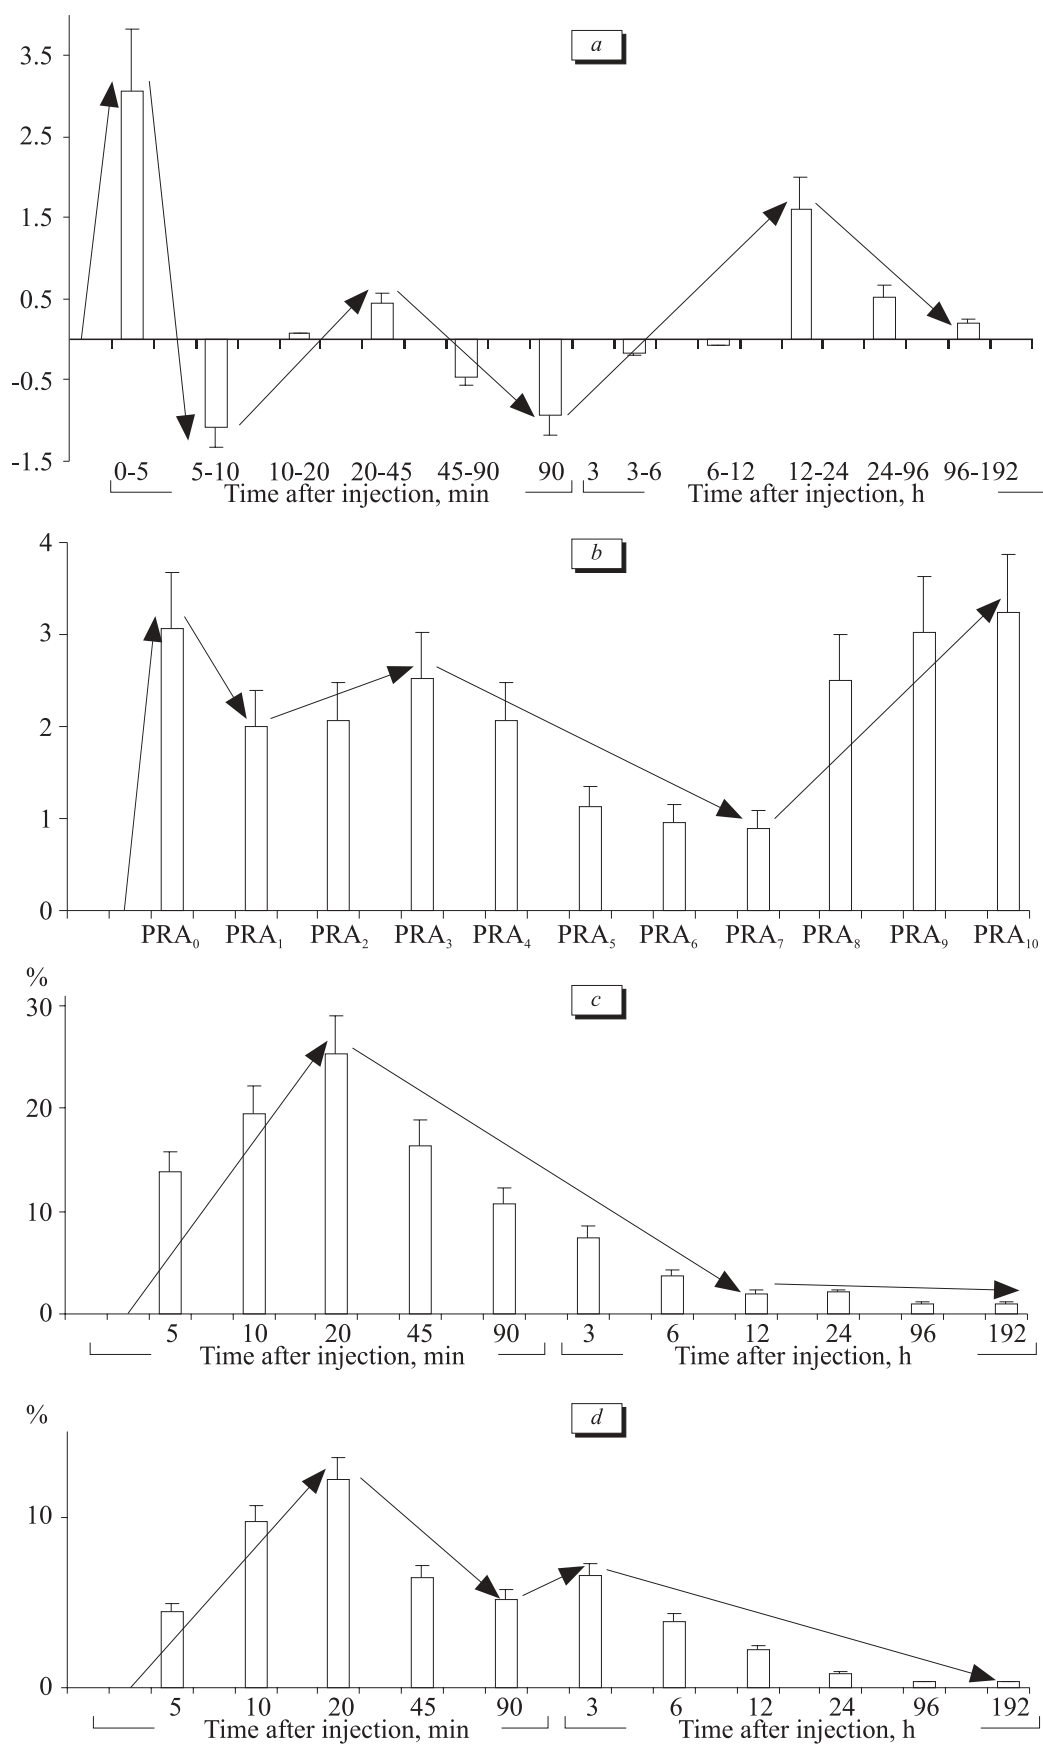 a
3.5
2.5
1.5
0.5
-0.5
-1.5
0-5 5-10 10-20 20-45 45-90 90 3 3-6 6-12 12-24 24-96 96-192
Time after injection, min Time after injection, h
b
4
3
2
1
0
PRA0 PRA1 PRA2 PRA3 PRA4 PRA5 PRA6 PRA7 PRA8 PRA9 PRA10
%
c
30
20
10
0
5 10 20 45 90 3 6 12 24 96 192
Time after injection, min Time after injection, h
%
d
10
0
5 10 20 45 90 3 6 12 24 96 192
Time after injection, min Time after injection, h